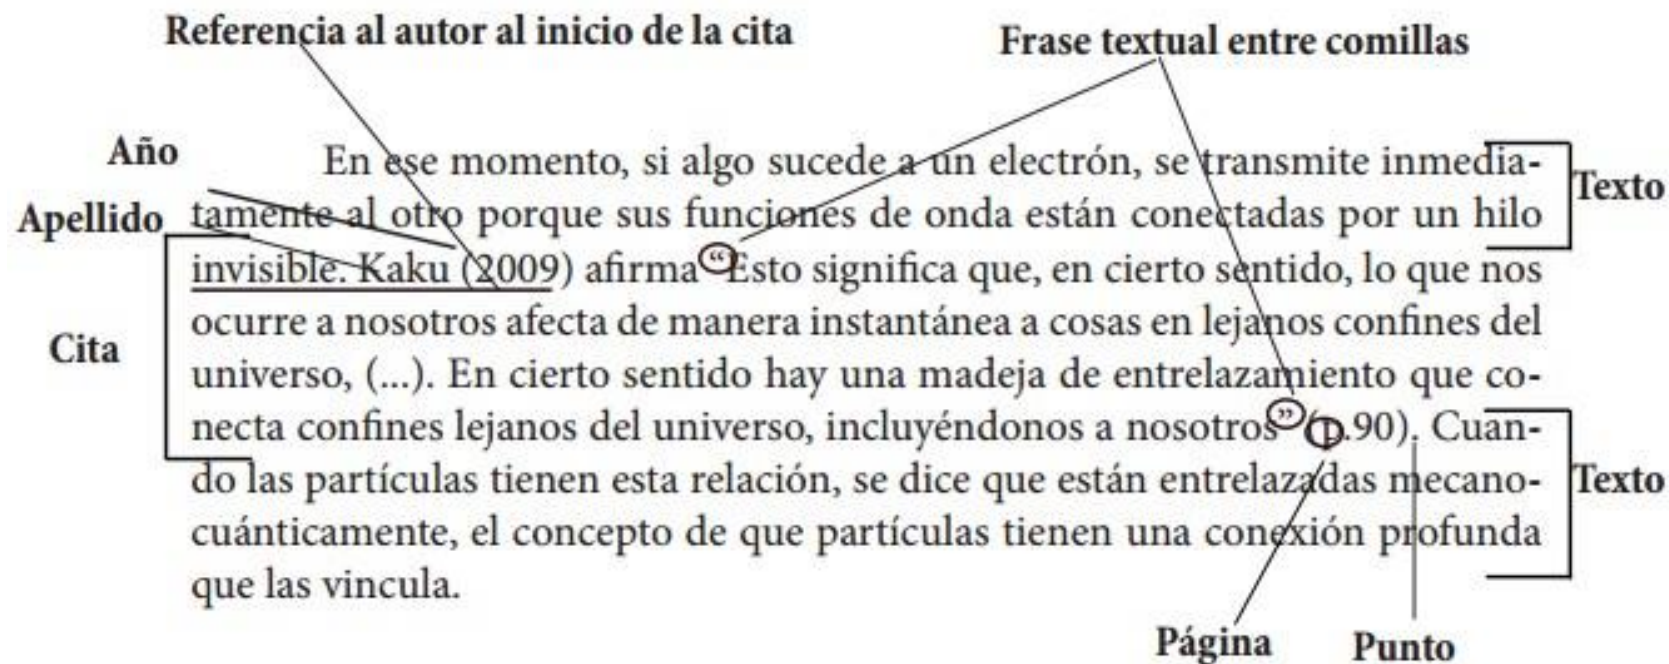 Referencia al autor al inicio de la cita
Frase textual entre comillas
Año
Apellido
Cita
En ese momento, si algo sucede a un electrón, se transmite inmedia-
tamente al otro porque sus funciones de onda están conectadas por un hilo
invisible. Kaku (2009) afirma “Esto significa que, en cierto sentido, lo que nos
ocurre a nosotros afecta de manera instantánea a cosas en lejanos confines del
universo, (...). En cierto sentido hay una madeja de entrelazamiento que co-
necta confines lejanos del universo, incluyéndonos a nosotros” (p.90). Cuan-
do las partículas tienen esta relación, se dice que están entrelazadas mecano-
cuánticamente, el concepto de que partículas tienen una conexión profunda
que las vincula.
Texto
Texto
Página
Punto